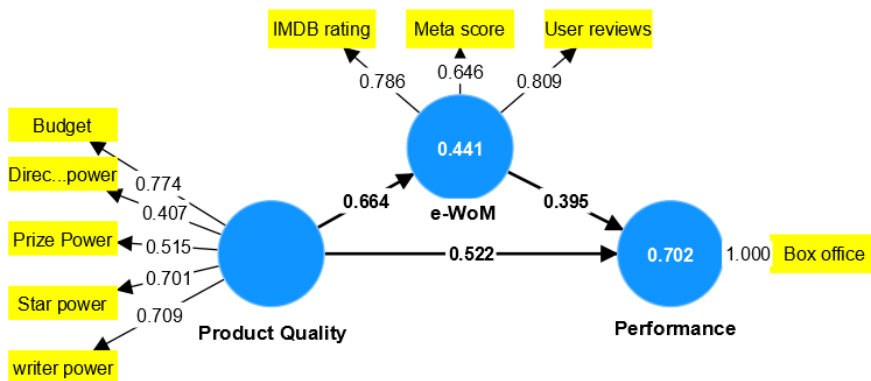 IMDB rating
Meta score
User reviews
0.786
0.646
0.809
Budget
Direc...power
Prize Power
Star power
writer power
0.774
0.407
0.515
0.701
0.709
0.441
e-WoM
0.664
0.395
0.522
Product Quality
0.702
Performance
1.000
Box office